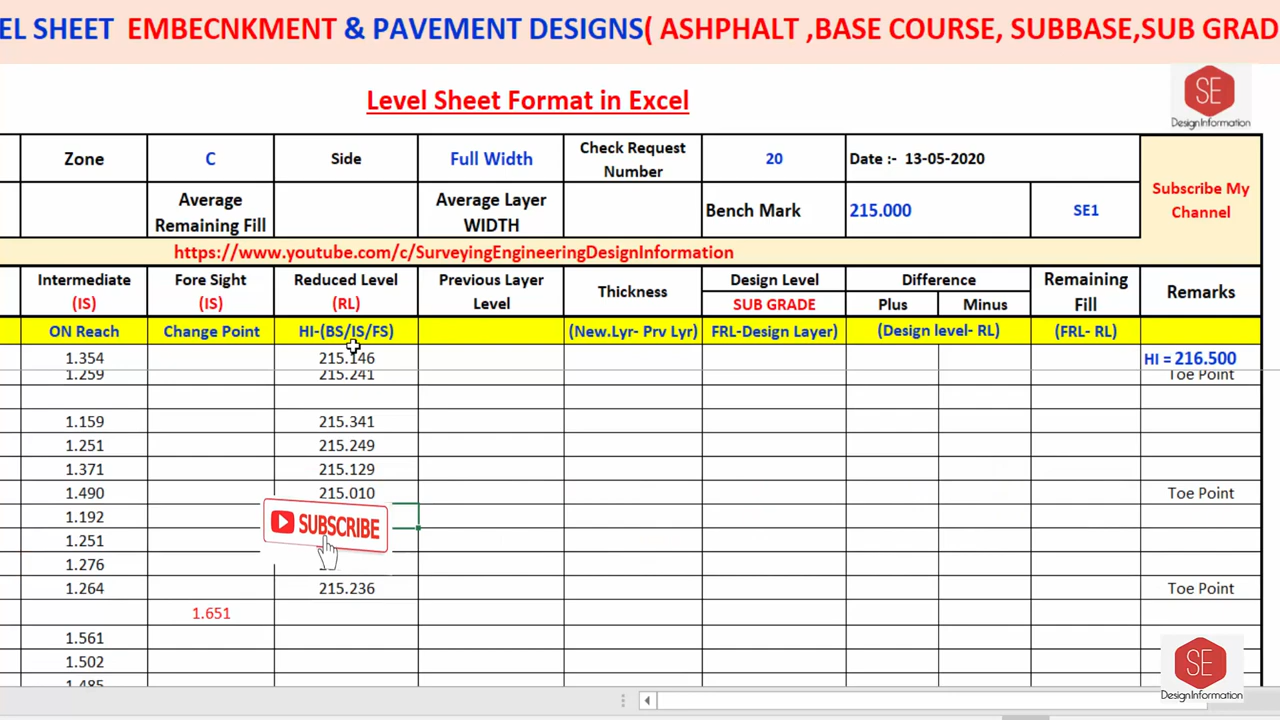 EL SHEET EMBECNKMENT & PAVEMENT DESIGNS( ASHPHALT ,BASE COURSE, SUBBASE,SUB GRAD
Level Sheet Format in Excel
SE
DesignInformation
Zone C Side Full Width Check Request Number 20 Date :- 13-05-2020
Subscribe My Channel
Average Remaining Fill Average Layer WIDTH Bench Mark 215.000 SE1
https://www.youtube.com/c/SurveyingEngineeringDesignInformation
Intermediate (IS) Fore Sight (IS) Reduced Level (RL) Previous Layer Level Thickness Design Level SUB GRADE Difference Plus Minus Remaining Fill Remarks
ON Reach Change Point HI-(BS/IS/FS) (New.Lyr- Prv Lyr) FRL-Design Layer) (Design level- RL) (FRL- RL)
1.354 215.146 HI = 216.500
1.259 215.241 Toe Point
1.159 215.341
1.251 215.249
1.371 215.129
1.490 215.010 Toe Point
1.192
SUBSCRIBE
1.251
1.276
1.264 215.236 Toe Point
1.651
1.561
1.502
1.485
SE
DesignInformation